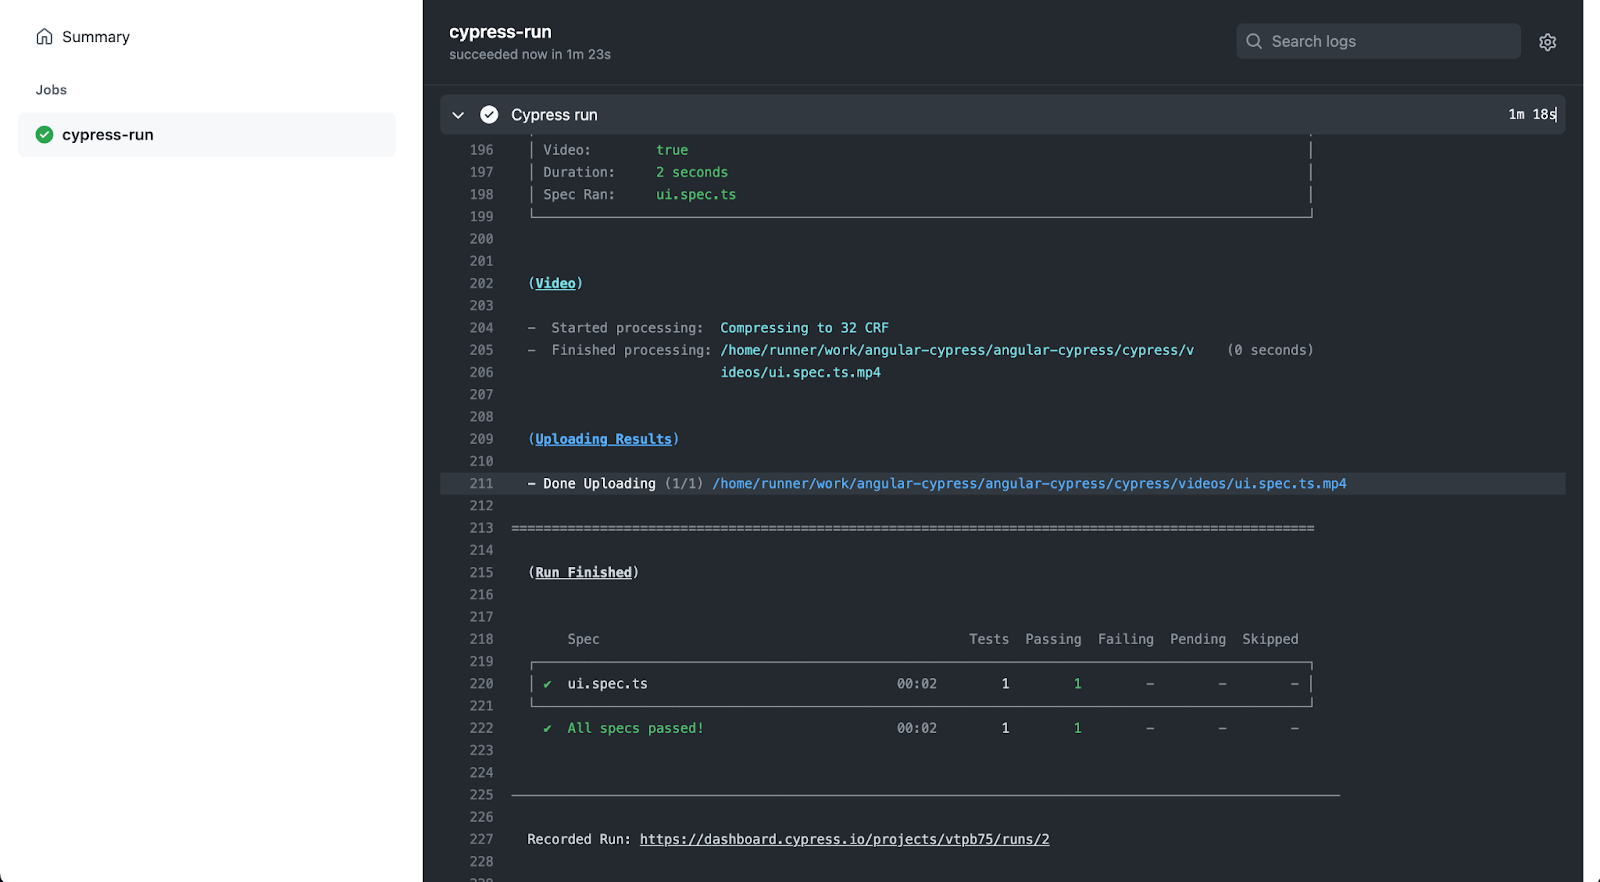 Summary
Jobs
cypress-run
cypress-run
succeeded now in 1m 23s
Search logs
Cypress run 1m 18s
196 Video: true
197 Duration: 2 seconds
198 Spec Ran: ui.spec.ts
199
200
201
202 (Video)
203
204 - Started processing: Compressing to 32 CRF
205 - Finished processing: /home/runner/work/angular-cypress/angular-cypress/cypress/v (0 seconds)
206 ideos/ui.spec.ts.mp4
207
208
209 (Uploading Results)
210
211 - Done Uploading (1/1) /home/runner/work/angular-cypress/angular-cypress/cypress/videos/ui.spec.ts.mp4
212
213 ====================================================================================================
214
215 (Run Finished)
216
217
218 Spec Tests Passing Failing Pending Skipped
219
220 ✔ ui.spec.ts 00:02 1 1 - - -
221
222 ✔ All specs passed! 00:02 1 1 - - -
223
224
225
226
227 Recorded Run: https://dashboard.cypress.io/projects/vtpb75/runs/2
228